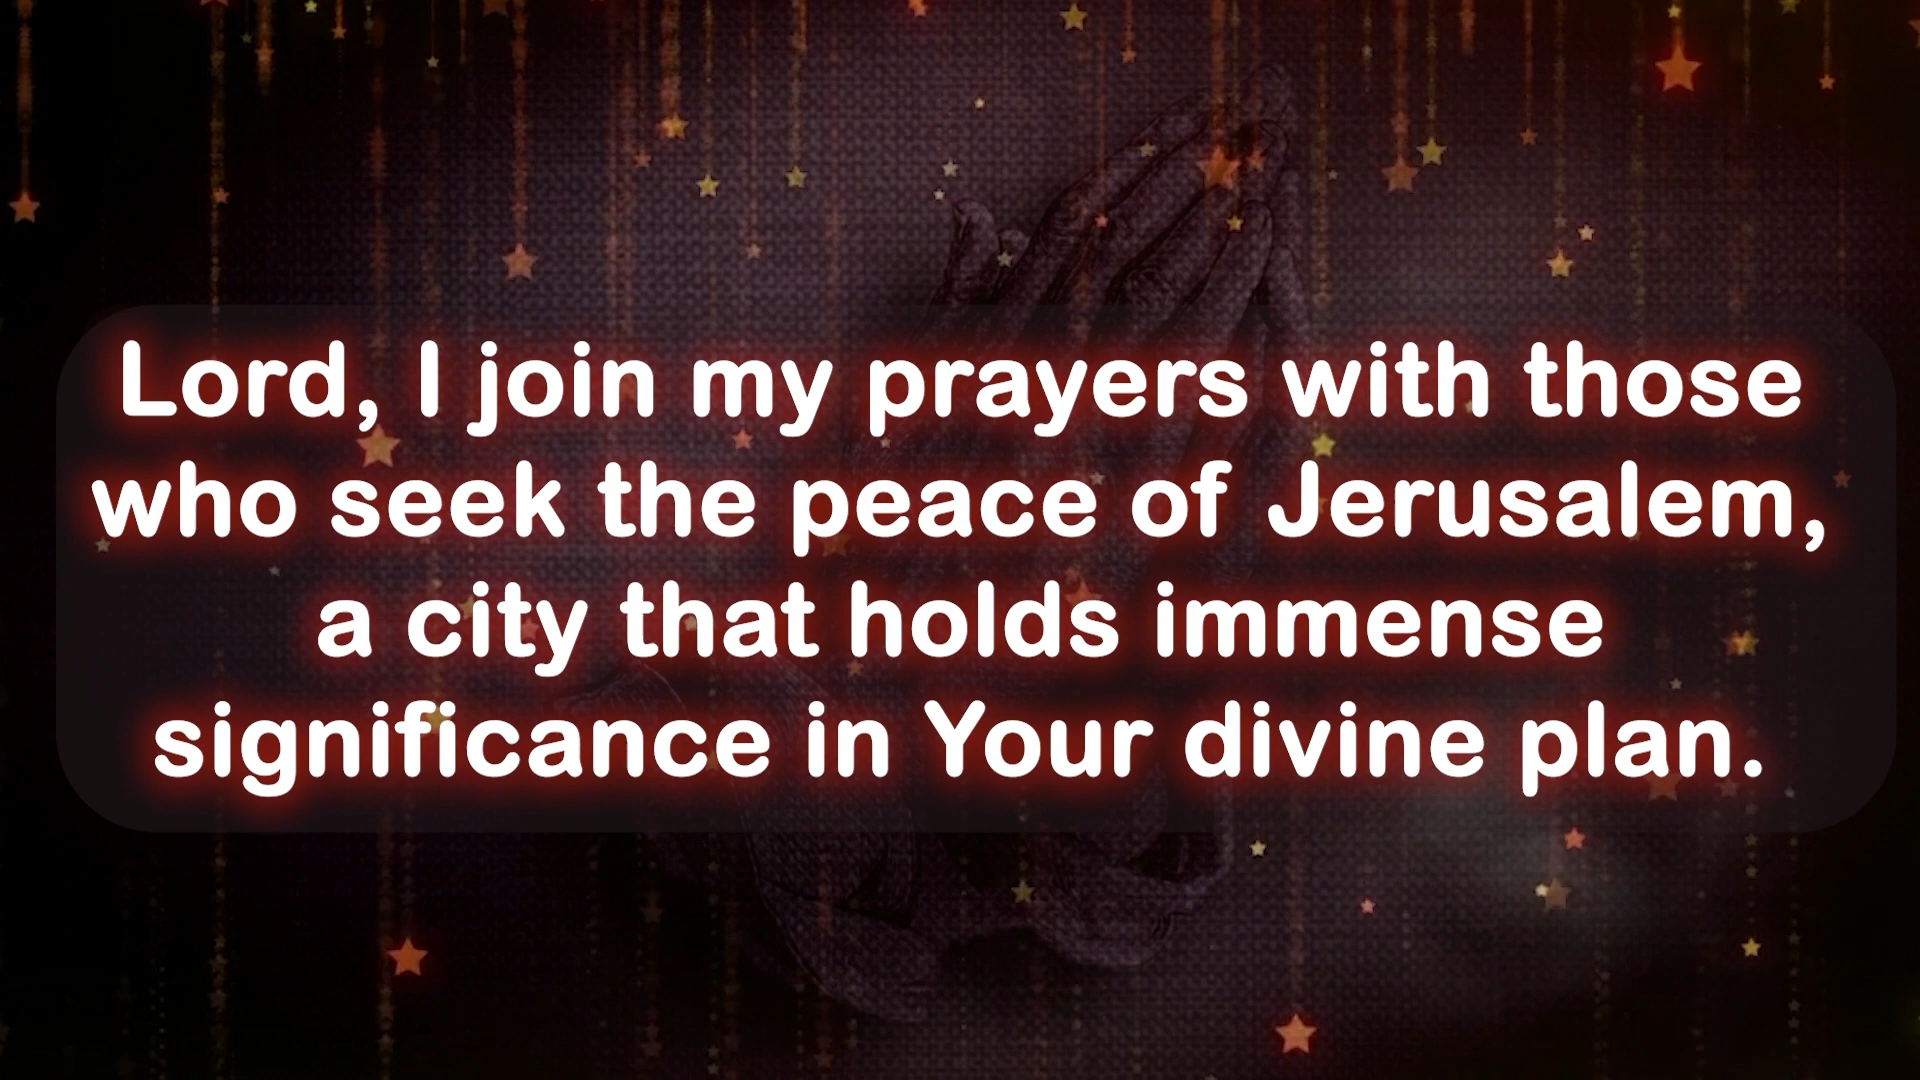 Lord, I join my prayers with those
who seek the peace of Jerusalem,
a city that holds immense
significance in Your divine plan.